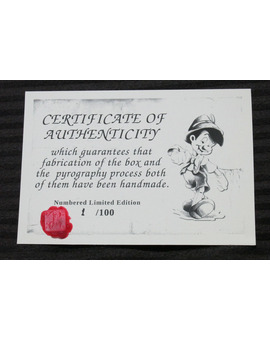 CERTIFICATE OF
AUTHENTICITY
which guarantees that
fabrication of the box and
the pyrography process both
of them have been handmade.
Numbered Limited Edition
1 /100